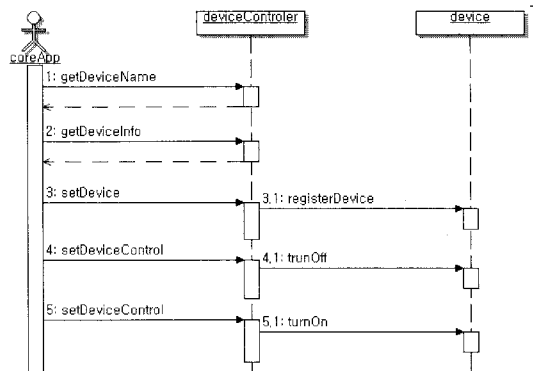 deviceControler
device
coreApp
1: getDeviceName
2: getDeviceInfo
3: setDevice
3,1: registerDevice
4: setDeviceControl
4,1: trunOff
5: setDeviceControl
5,1: turnOn